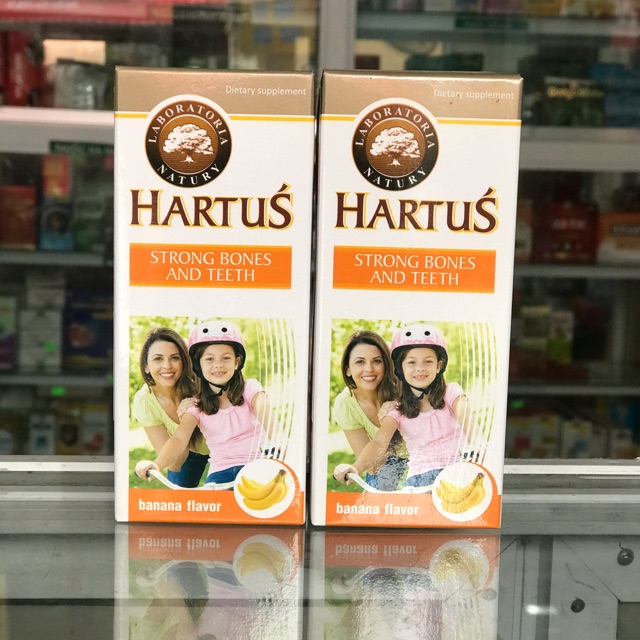 Dietary supplement
LABORATORIA
NATURY
HARTUŚ
STRONG BONES
AND TEETH
banana flavor
Dietary supplement
LABORATORIA
NATURY
HARTUŚ
STRONG BONES
AND TEETH
banana flavor